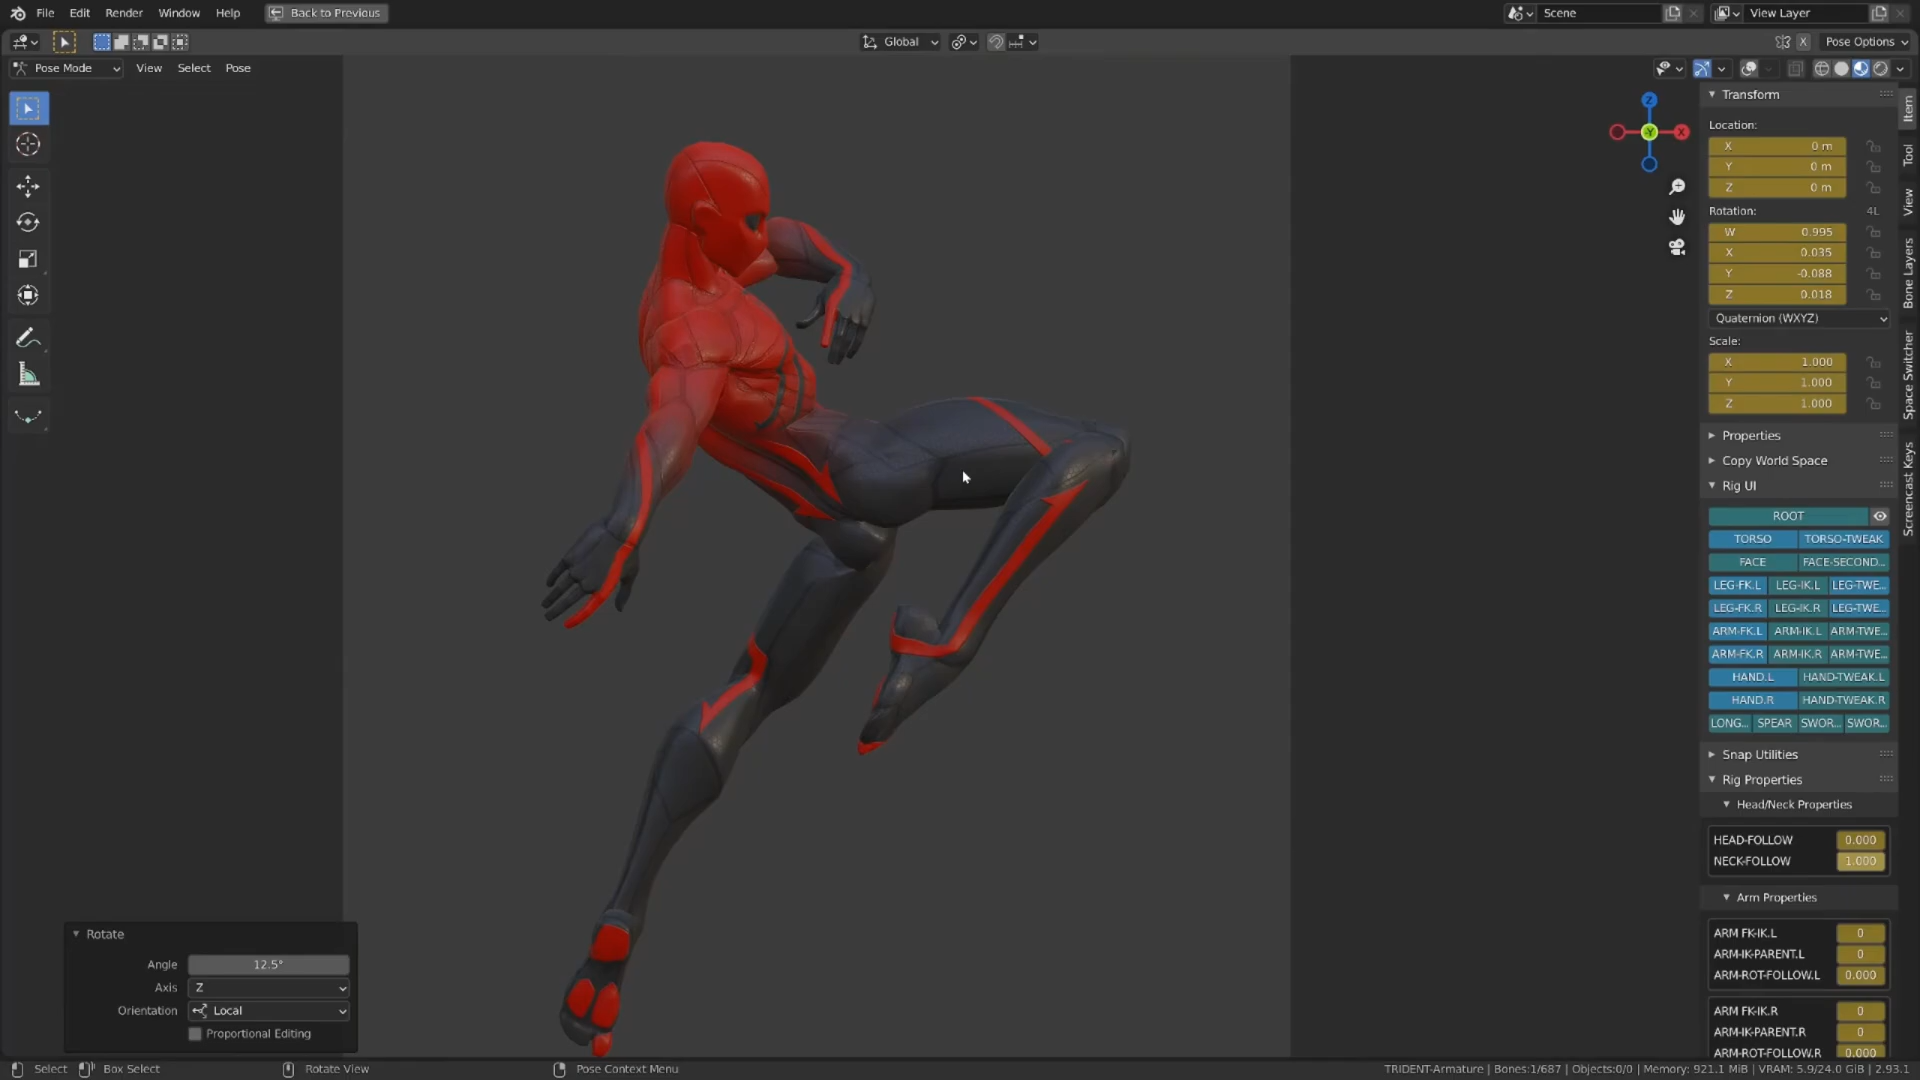 File Edit Render Window Help Back to Previous Scene View Layer
Global X Pose Options
Pose Mode View Select Pose
Transform
Location:
X 0 m
Y 0 m
Z 0 m
Rotation: 4L
W 0.995
X 0.035
Y -0.088
Z 0.018
Quaternion (WXYZ)
Scale:
X 1.000
Y 1.000
Z 1.000
Properties
Copy World Space
Rig UI
ROOT
TORSO TORSO-TWEAK
FACE FACE-SECOND...
LEG-FK.L LEG-IK.L LEG-TWE...
LEG-FK.R LEG-IK.R LEG-TWE...
ARM-FK.L ARM-IK.L ARM-TWE...
ARM-FK.R ARM-IK.R ARM-TWE...
HAND.L HAND-TWEAK.L
HAND.R HAND-TWEAK.R
LONG... SPEAR SWOR... SWOR...
Snap Utilities
Rig Properties
Head/Neck Properties
HEAD-FOLLOW 0.000
NECK-FOLLOW 1.000
Arm Properties
ARM FK-IK.L 0
ARM-IK-PARENT.L 0
ARM-ROT-FOLLOW.L 0.000
ARM FK-IK.R 0
ARM-IK-PARENT.R 0
ARM-ROT-FOLLOW.R 0.000
Item
Tool
View
Bone Layers
Space Switcher
Screencast Keys
Z
-Y
X
Rotate
Angle 12.5°
Axis Z
Orientation Local
Proportional Editing
Select Box Select Rotate View Pose Context Menu TRIDENT-Armature | Bones:1/687 | Objects:0/0 | Memory: 921.1 MiB | VRAM: 5.9/24.0 GiB | 2.93.1